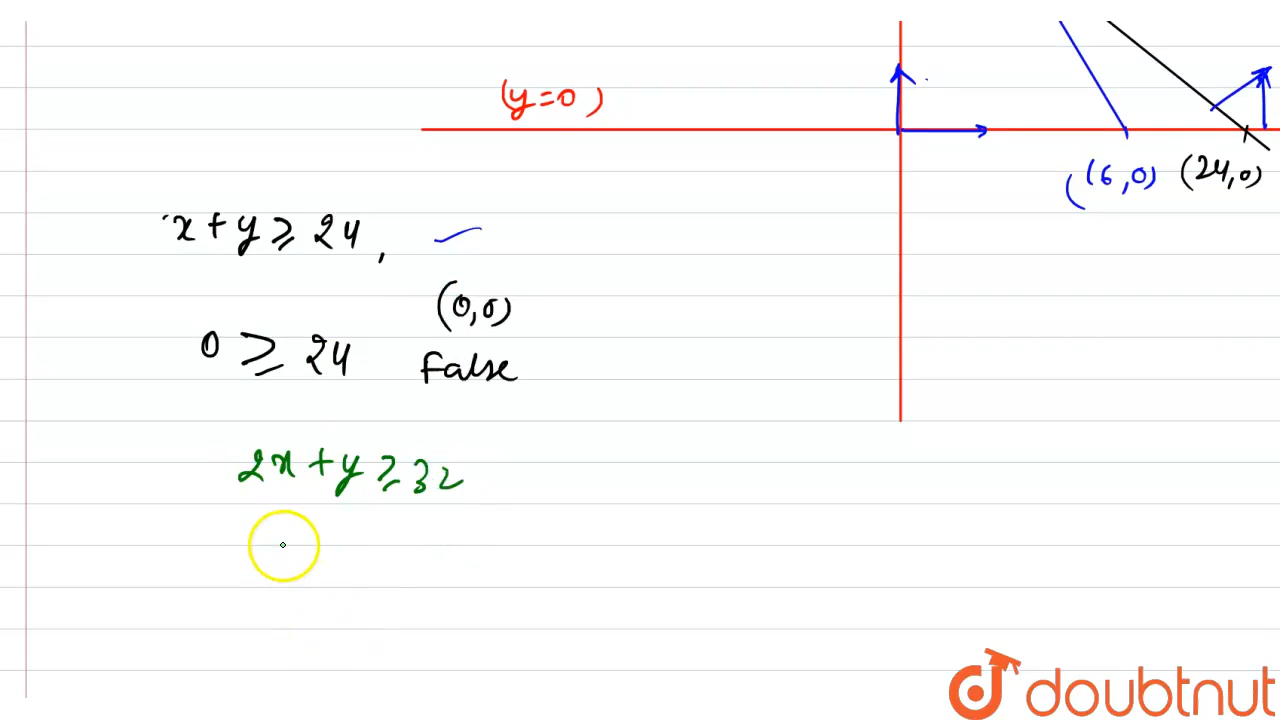 (y=0)
(16,0) (24,0)
x+y ≥ 24,
(0,0)
0 ≥ 24 False
2x+y ≥ 32
doubtnut